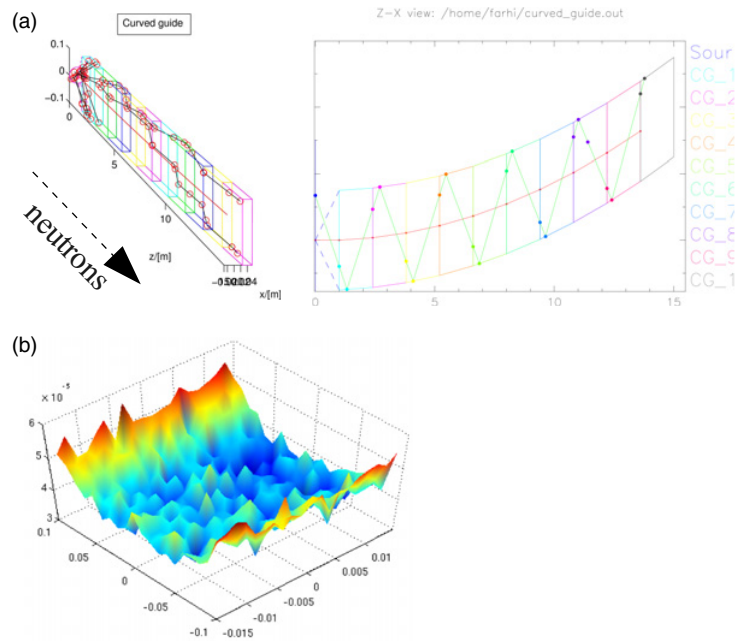 (a)
Curved guide
0.1
0
-0.1
0
5
10
z/[m]
x/[m]
neutrons
Z-X view: /home/farhi/curved_guide.out
Sour
CG_1
CG_2
CG_3
CG_4
CG_5
CG_6
CG_7
CG_8
CG_9
CG_1
0
5
10
15
(b)
× 10⁻⁵
6
5
4
3
0.1
0.05
0
-0.05
-0.1
-0.015
-0.01
-0.005
0
0.005
0.01